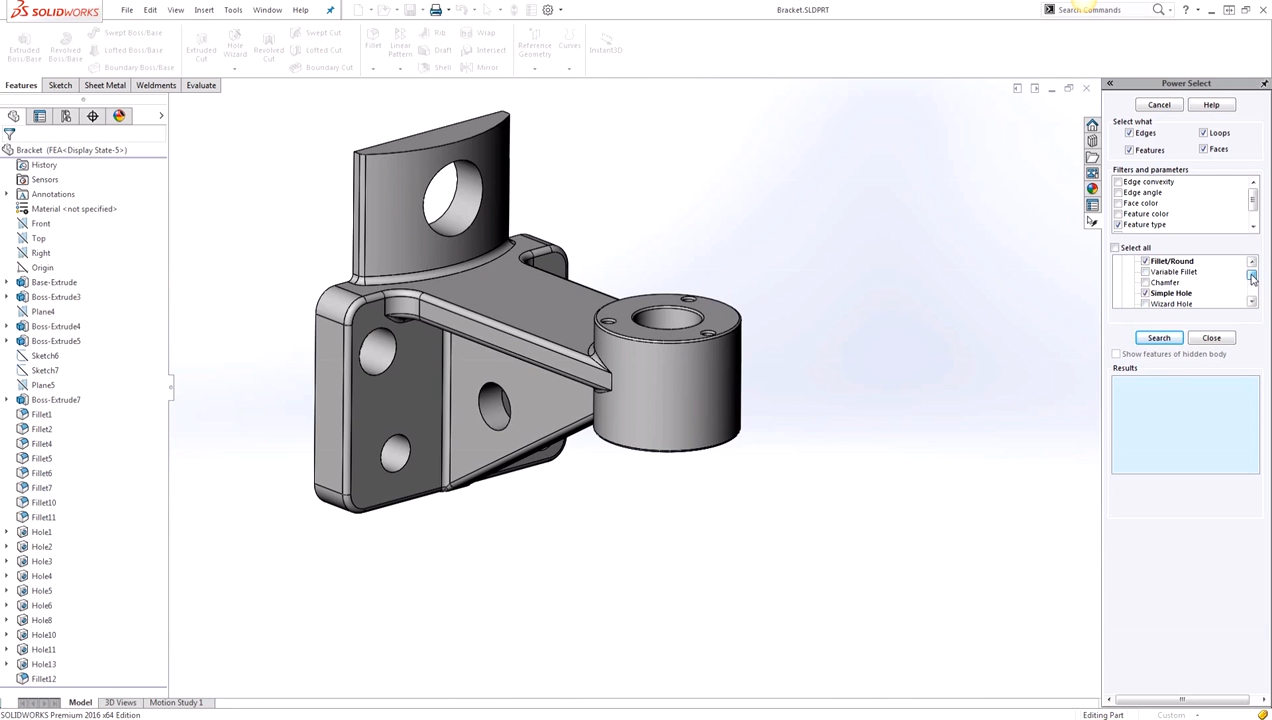 SOLIDWORKS File Edit View Insert Tools Window Help Bracket.SLDPRT Search Commands
Extruded Boss/Base
Revolved Boss/Base
Swept Boss/Base
Lofted Boss/Base
Boundary Boss/Base
Extruded Cut
Hole Wizard
Revolved Cut
Swept Cut
Lofted Cut
Boundary Cut
Fillet
Linear Pattern
Rib
Draft
Shell
Wrap
Intersect
Mirror
Reference Geometry
Curves
Instant3D
Features Sketch Sheet Metal Weldments Evaluate
Bracket (FEA<Display State-5>)
History
Sensors
Annotations
Material <not specified>
Front
Top
Right
Origin
Base-Extrude
Boss-Extrude3
Plane4
Boss-Extrude4
Boss-Extrude5
Sketch6
Sketch7
Plane5
Boss-Extrude7
Fillet1
Fillet2
Fillet4
Fillet5
Fillet6
Fillet7
Fillet10
Fillet11
Hole1
Hole2
Hole3
Hole4
Hole5
Hole6
Hole8
Hole10
Hole11
Hole13
Fillet12
Power Select
Cancel Help
Select what
Edges Loops
Features Faces
Filters and parameters
Edge convexity
Edge angle
Face color
Feature color
Feature type
Select all
Fillet/Round
Variable Fillet
Chamfer
Simple Hole
Wizard Hole
Search Close
Show features of hidden body
Results
Model 3D Views Motion Study 1
SOLIDWORKS Premium 2016 x64 Edition Editing Part Custom